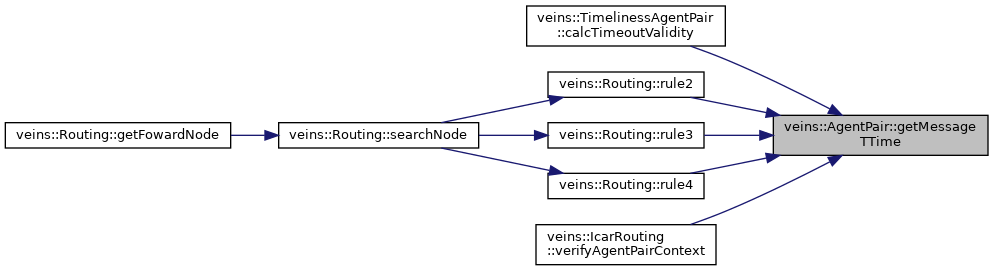 veins::TimelinessAgentPair
::calcTimeoutValidity
veins::Routing::rule2
veins::AgentPair::getMessage
TTime
veins::Routing::getFowardNode
veins::Routing::searchNode
veins::Routing::rule3
veins::Routing::rule4
veins::IcarRouting
::verifyAgentPairContext